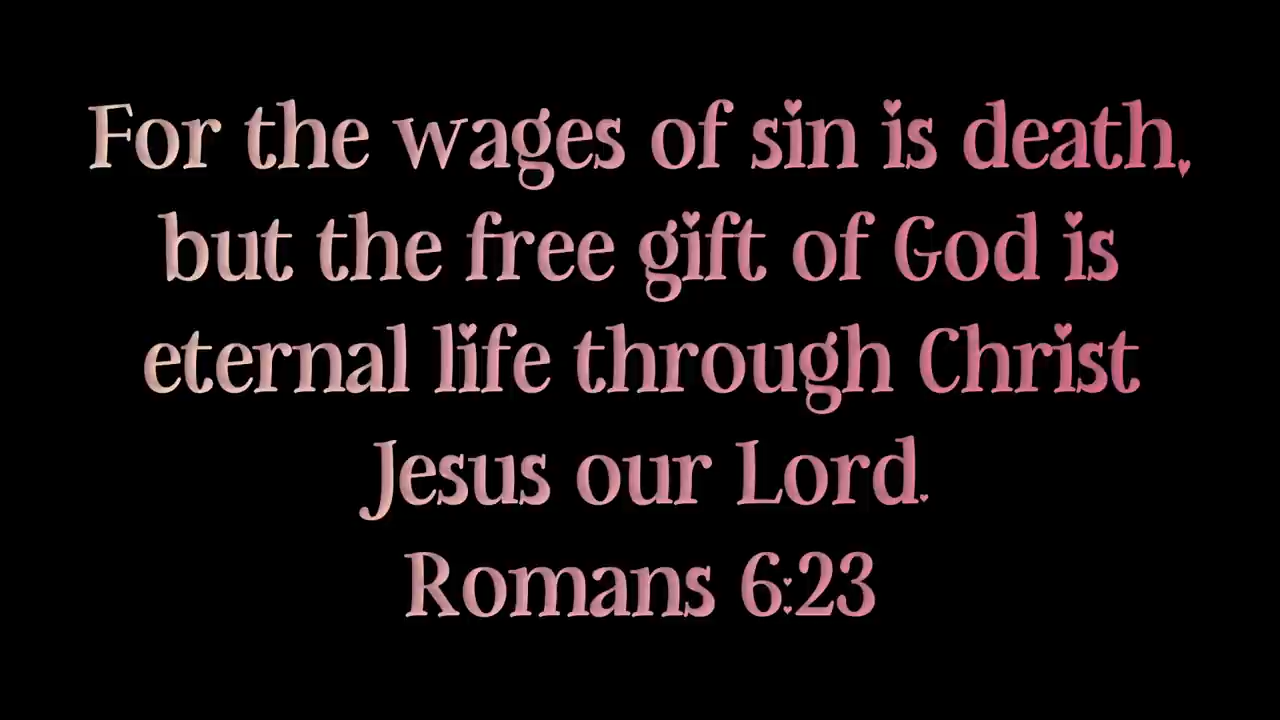 For the wages of sin is death,
but the free gift of God is
eternal life through Christ
Jesus our Lord.
Romans 6:23